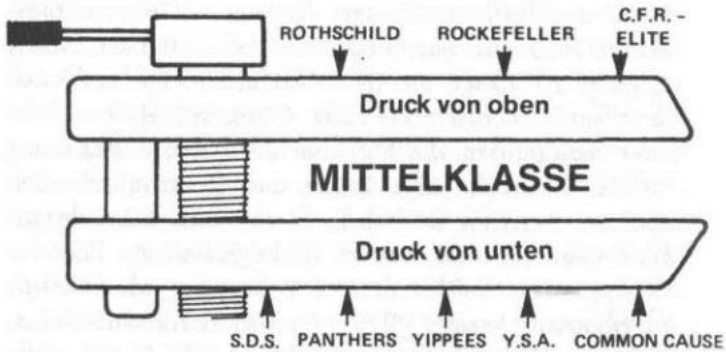 ROTHSCHILD ROCKEFELLER C.F.R. - ELITE
Druck von oben
MITTELKLASSE
Druck von unten
S.D.S. PANTHERS YIPPEES Y.S.A. COMMON CAUSE